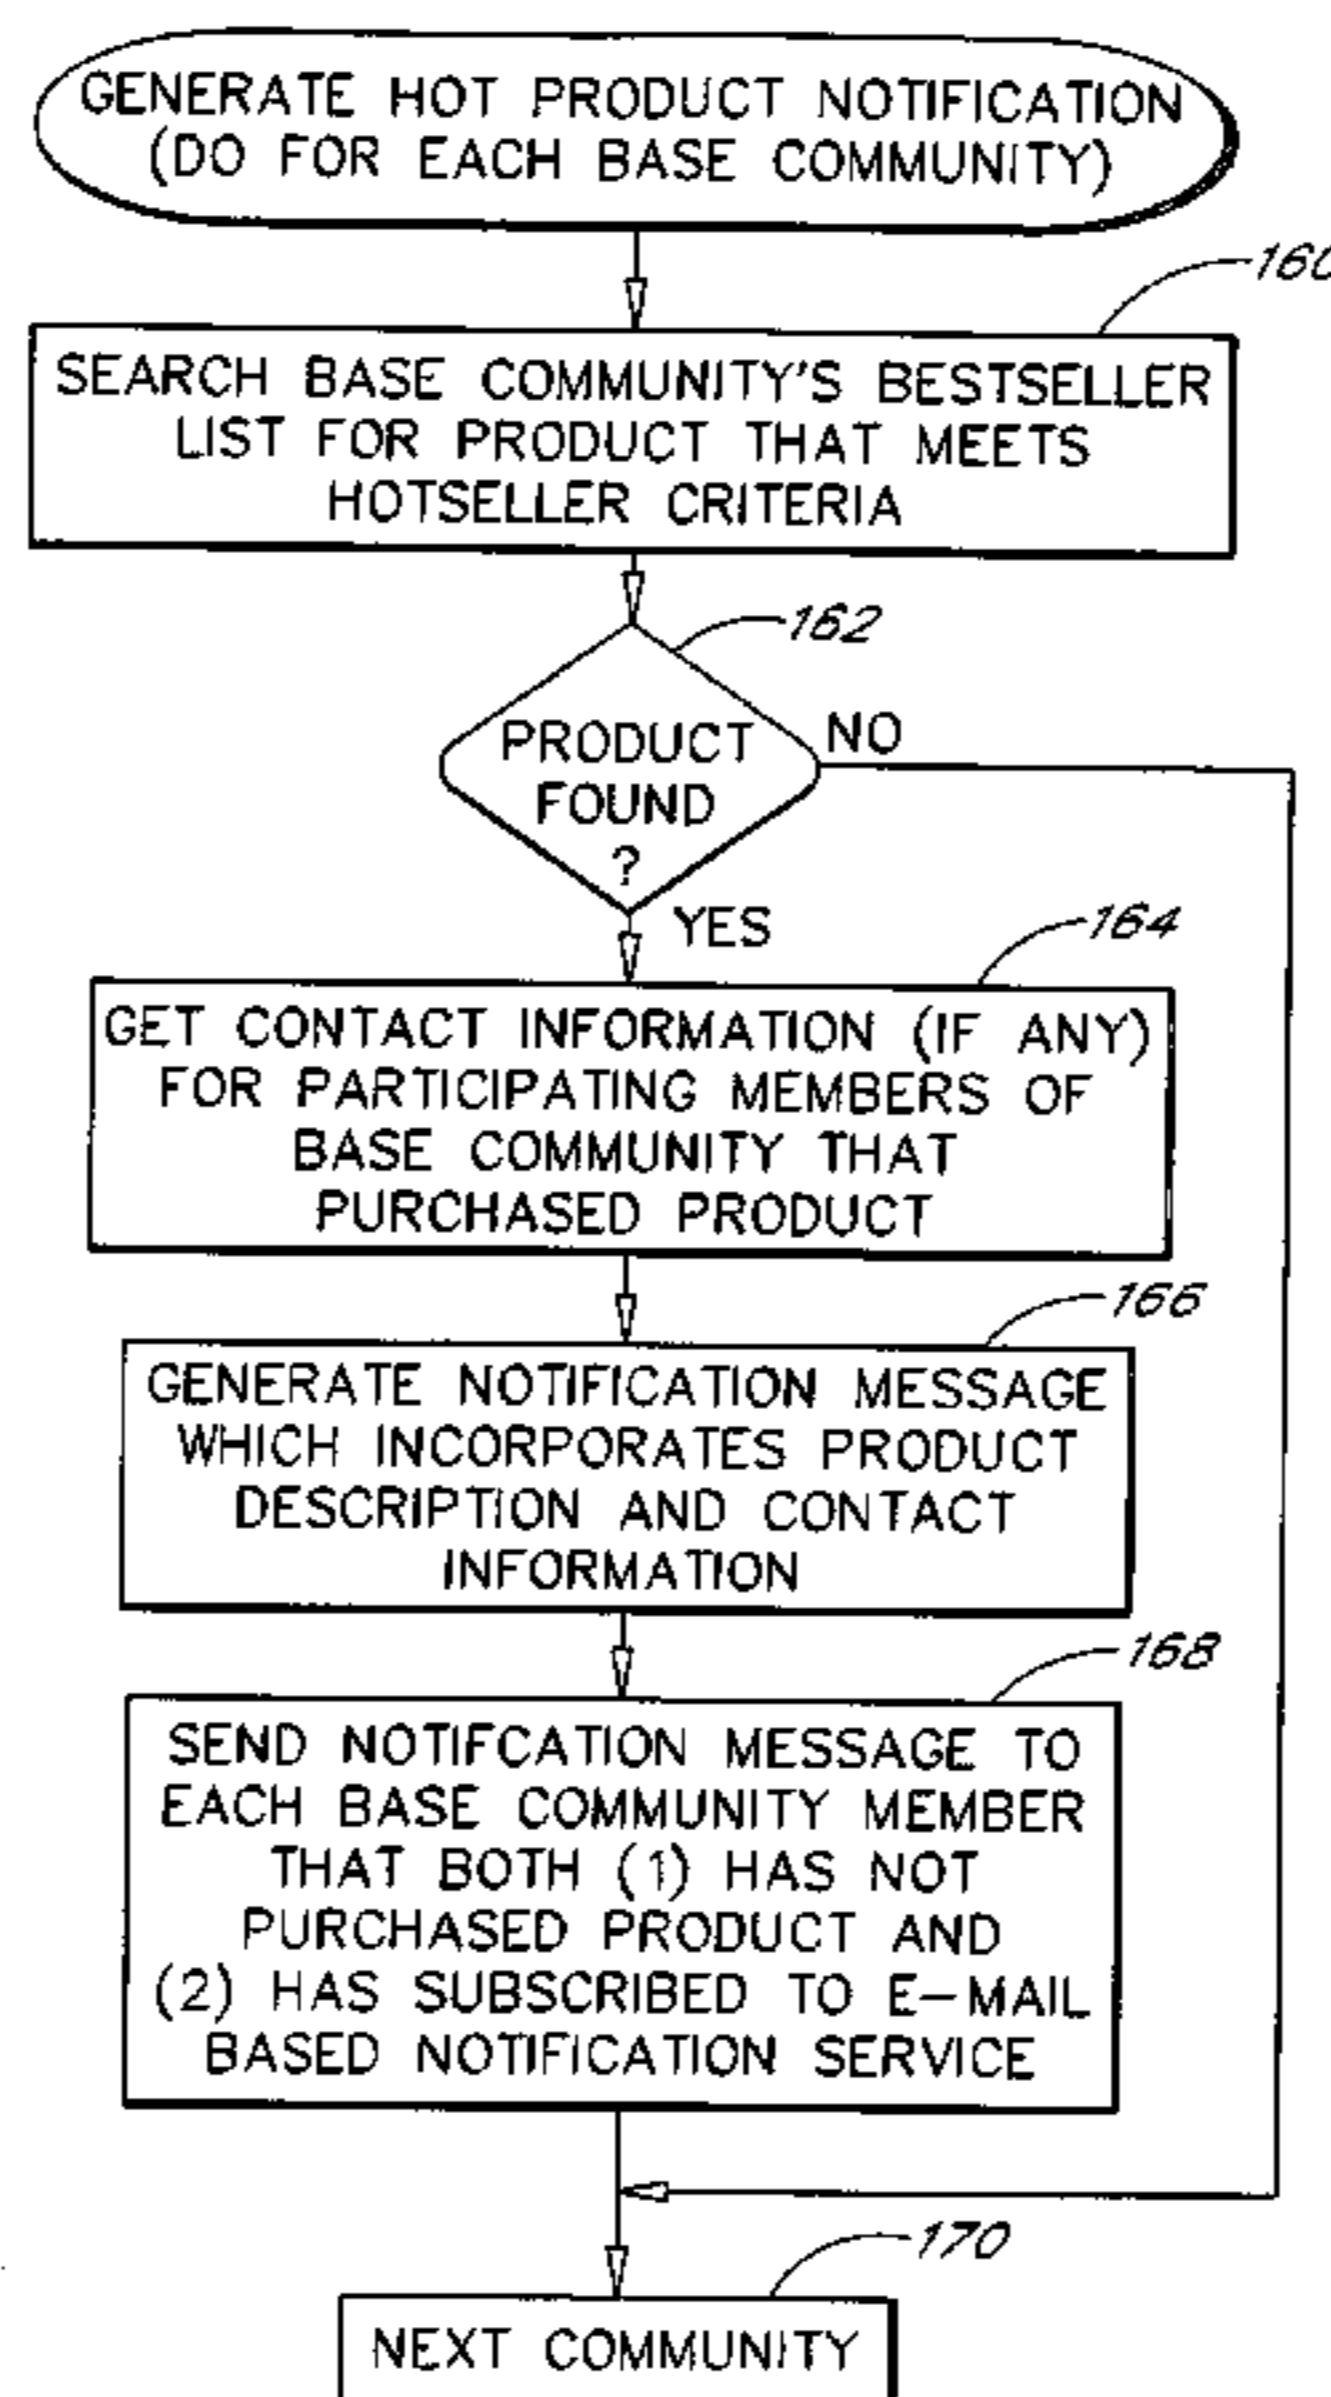 GENERATE HOT PRODUCT NOTIFICATION
(DO FOR EACH BASE COMMUNITY)
160
SEARCH BASE COMMUNITY'S BESTSELLER
LIST FOR PRODUCT THAT MEETS
HOTSELLER CRITERIA
162
PRODUCT
FOUND
?
NO
YES
164
GET CONTACT INFORMATION (IF ANY)
FOR PARTICIPATING MEMBERS OF
BASE COMMUNITY THAT
PURCHASED PRODUCT
166
GENERATE NOTIFICATION MESSAGE
WHICH INCORPORATES PRODUCT
DESCRIPTION AND CONTACT
INFORMATION
168
SEND NOTIFCATION MESSAGE TO
EACH BASE COMMUNITY MEMBER
THAT BOTH (1) HAS NOT
PURCHASED PRODUCT AND
(2) HAS SUBSCRIBED TO E-MAIL
BASED NOTIFICATION SERVICE
170
NEXT COMMUNITY